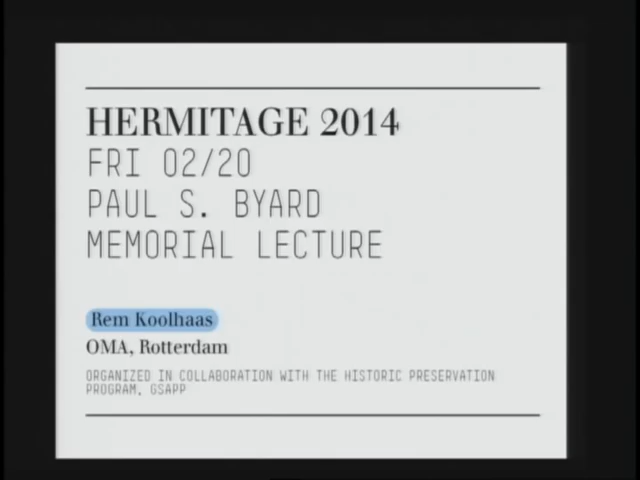 HERMITAGE 2014
FRI 02/20
PAUL S. BYARD
MEMORIAL LECTURE
Rem Koolhaas
OMA, Rotterdam
ORGANIZED IN COLLABORATION WITH THE HISTORIC PRESERVATION
PROGRAM, GSAPP